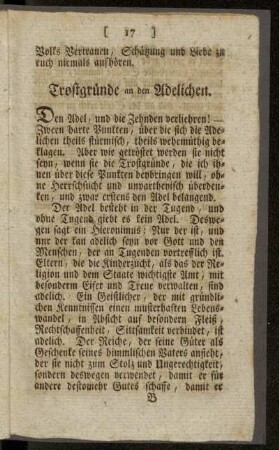 [ 17 ]
Volks Vertrauen, Schätzung und Liebe zu
euch niemals aufhören.
Trostgründe an den Adelichen.
Den Adel, und die Zehnden verliehren! —
Zween harte Punkten, über die sich die Ade-
lichen theils stürmisch, theils wehemüthig be-
klagen. Aber wie getröstet werden sie nicht
seyn, wenn sie die Trostgründe, die ich ih-
nen über diese Punkten beybringen will, oh-
ne Herrschsucht und unpartheyisch überden-
ken, und zwar erstens den Adel belangend.
Der Adel besteht in der Tugend, und
ohne Tugend giebt es kein Adel. Deswe-
gen sagt ein Hieronimus: Nur der ist, und
nur der kan adelich seyn vor Gott und den
Menschen, der an Tugenden vortrefflich ist.
Eltern, die die Kinderzucht, als das der Re-
ligion und dem Staate wichtigste Amt, mit
besonderm Eifer und Treue verwalten, sind
adelich. Ein Geistlicher, der mit gründli-
chen Kenntnissen einen musterhaften Lebens-
wandel, in Absicht auf besondern Fleiß,
Rechtschaffenheit, Sittsamkeit verbindet, ist
adelich. Der Reiche, der seine Güter als
Geschenke seines himmlischen Vaters ansieht,
der sie nicht zum Stolz und Ungerechtigkeit,
sondern deswegen verwendet, damit er für
andere destomehr Gutes schaffe, damit er
B